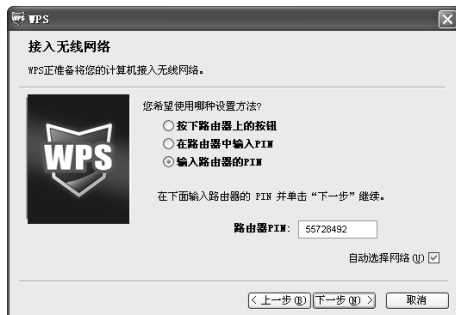 WPS
接入无线网络
WPS正准备将您的计算机接入无线网络。
您希望使用哪种设置方法?
按下路由器上的按钮
在路由器中输入PIN
输入路由器的PIN
WPS
在下面输入路由器的 PIN 并单击“下一步”继续。
路由器PIN: 55728492
自动选择网络(U)
< 上一步(B) 下一步(N) > 取消